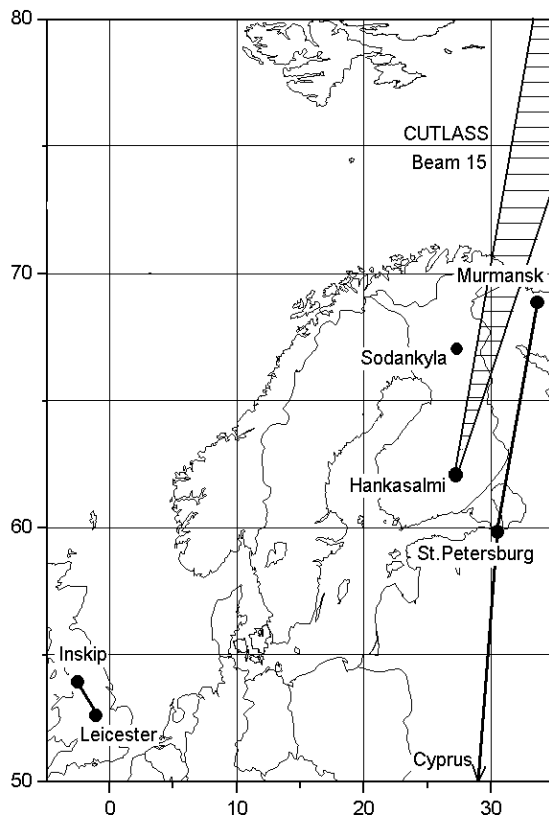 80
CUTLASS
Beam 15
70
Murmansk
Sodankyla
Hankasalmi
60
St.Petersburg
Inskip
Leicester
Cyprus
50
0 10 20 30